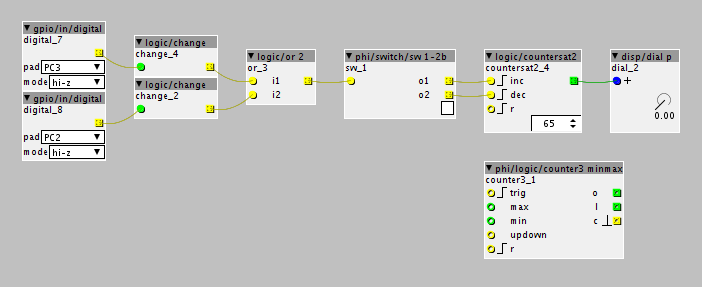 gpio/in/digital
digital_7
pad PC3
mode hi-z
gpio/in/digital
digital_8
pad PC2
mode hi-z
logic/change
change_4
logic/change
change_2
logic/or 2
or_3
i1
i2
phi/switch/sw 1-2b
sw_1
o1
o2
logic/countersat2
countersat2_4
inc
dec
r
65
disp/dial p
dial_2
+
0.00
phi/logic/counter3 minmax
counter3_1
trig o
max l
min c
updown
r